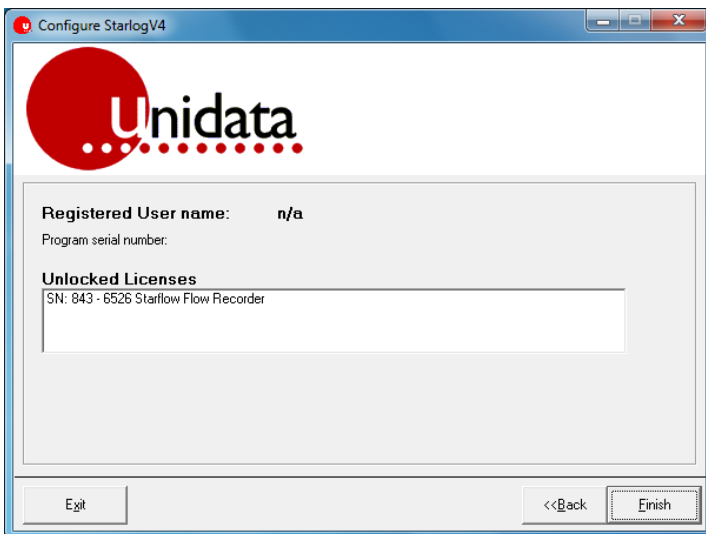 Configure StarlogV4
Unidata
Registered User name: n/a
Program serial number:
Unlocked Licenses
SN: 843 - 6526 Starflow Flow Recorder
Exit
<<Back
Finish